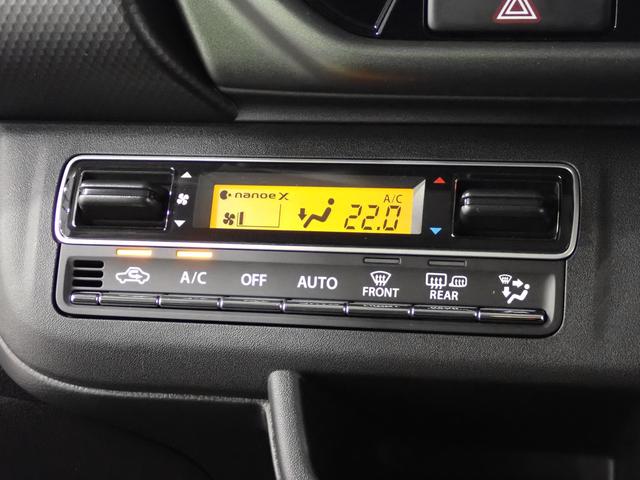 nanoe X
A/C
22.0
A/C OFF AUTO FRONT REAR